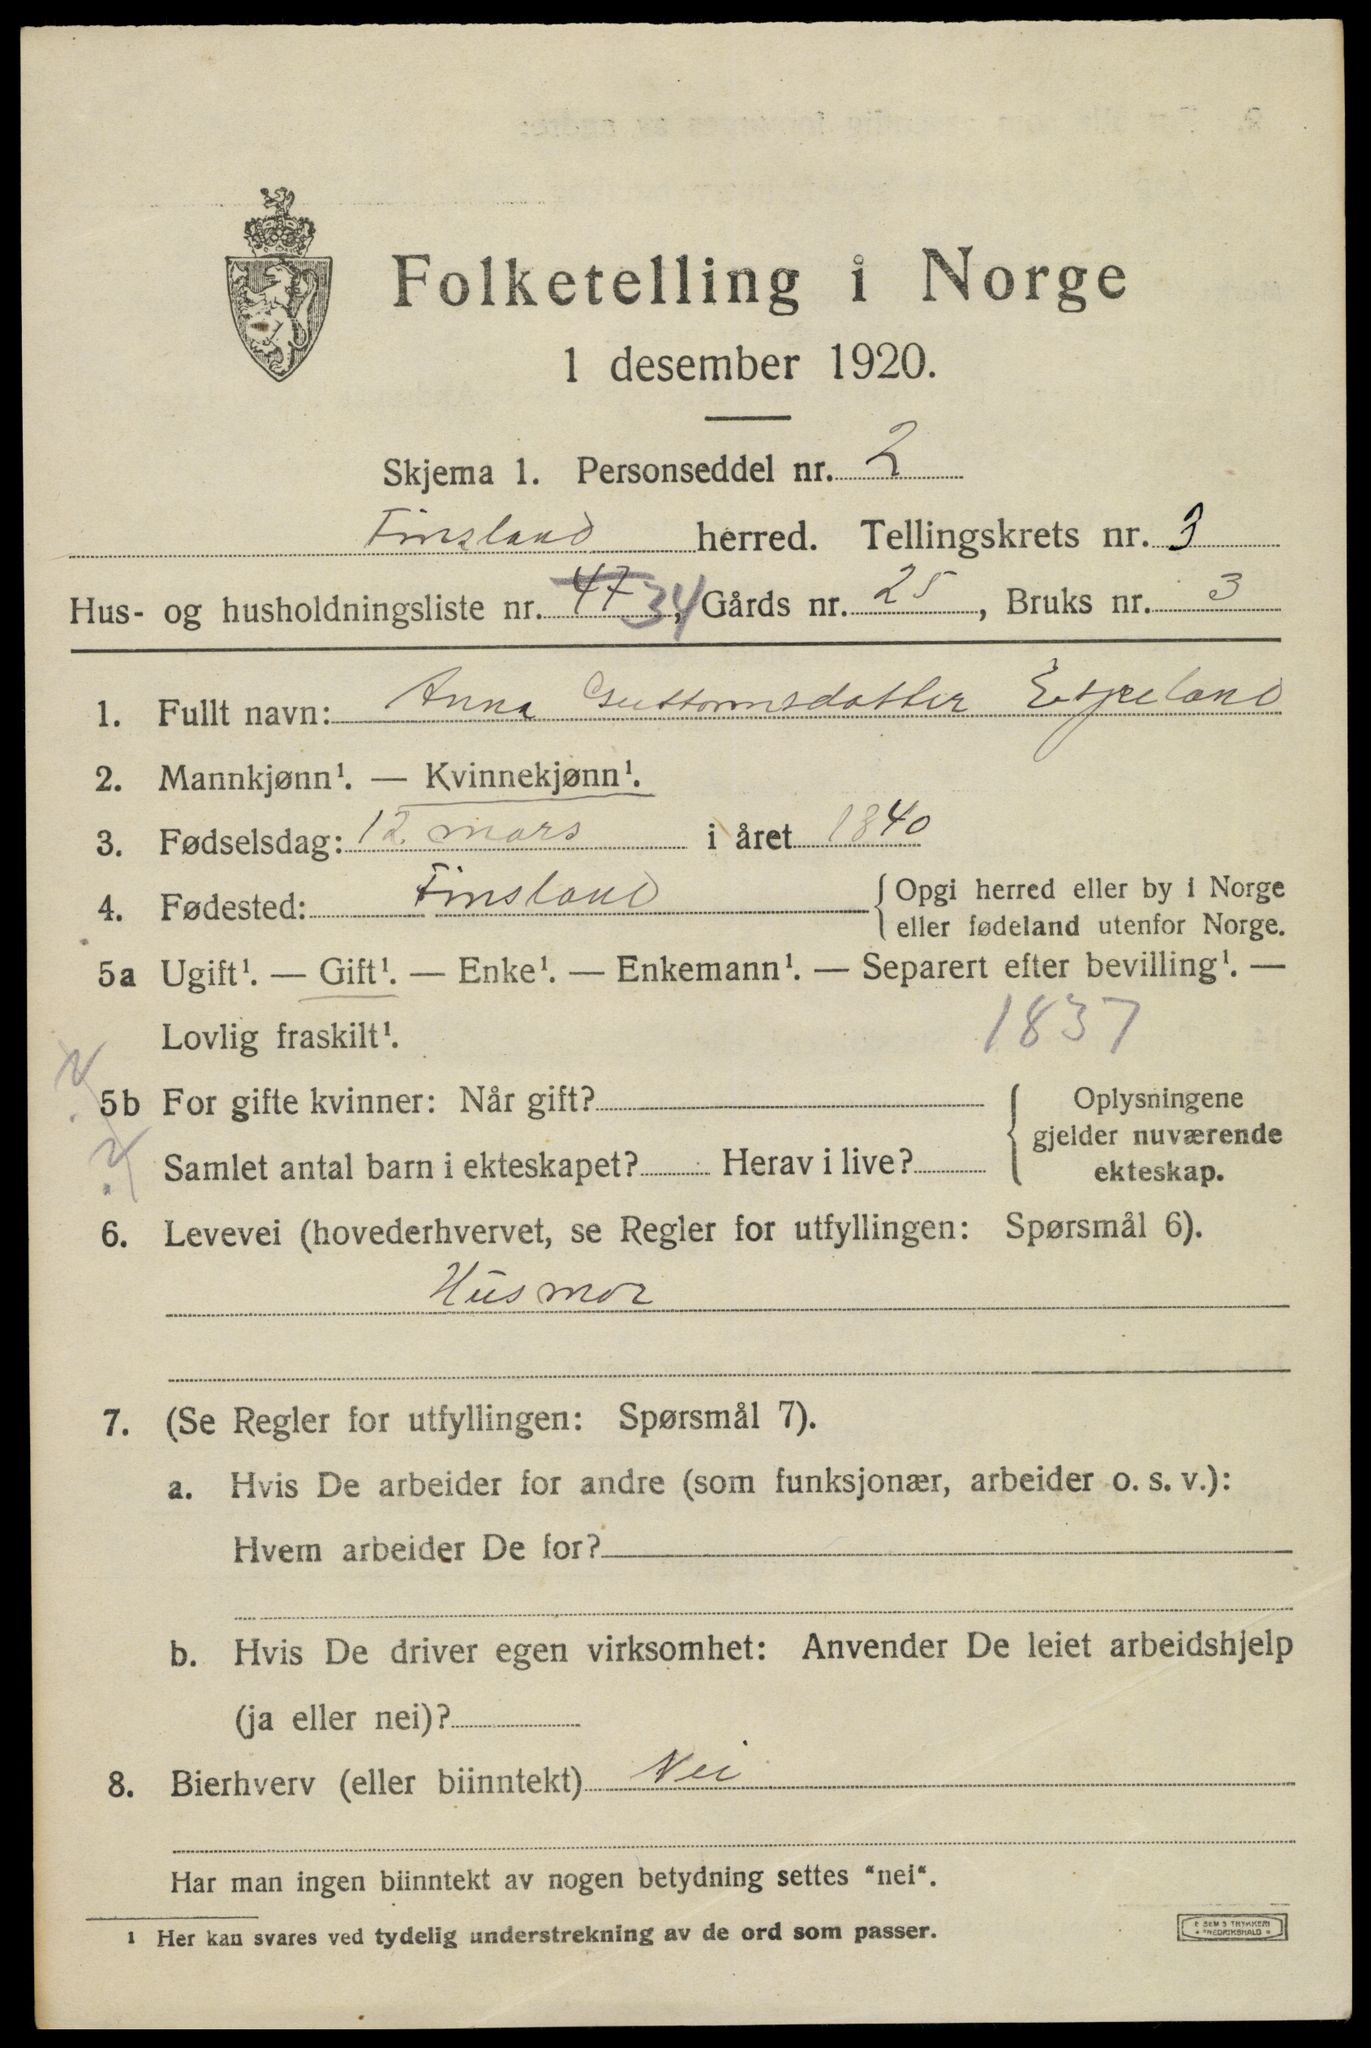 Folketelling i Norge
1 desember 1920.
Skjema 1. Personseddel nr. 2
Finsland herred. Tellingskrets nr. 3
Hus- og husholdningsliste nr. 47 34, Gårds nr. 25, Bruks nr. 3
1. Fullt navn: Anna Guttormsdatter Espeland
2. Mannkjønn¹. — Kvinnekjønn¹.
3. Fødselsdag: 12. mars i året 1840
4. Fødested: Finsland {Opgi herred eller by i Norge
eller fødeland utenfor Norge.
5a Ugift¹. — Gift¹. — Enke¹. — Enkemann¹. — Separert efter bevilling¹. —
Lovlig fraskilt¹. 1837
5b For gifte kvinner: Når gift?
Samlet antal barn i ekteskapet? Herav i live?
Oplysningene
gjelder nuværende
ekteskap.
6. Levevei (hovederhvervet, se Regler for utfyllingen: Spørsmål 6).
Husmor
7. (Se Regler for utfyllingen: Spørsmål 7).
a. Hvis De arbeider for andre (som funksjonær, arbeider o. s. v.):
Hvem arbeider De for?
b. Hvis De driver egen virksomhet: Anvender De leiet arbeidshjelp
(ja eller nei)?
8. Bierhverv (eller biinntekt) Nei
Har man ingen biinntekt av nogen betydning settes "nei".
¹ Her kan svares ved tydelig understrekning av de ord som passer.